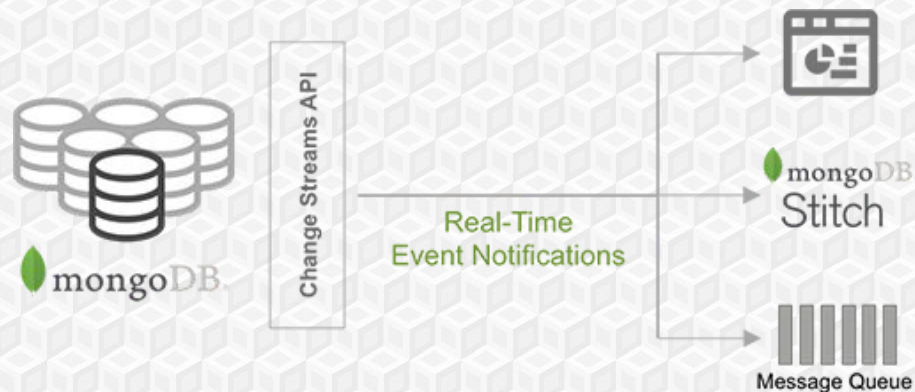 mongoDB.
Change Streams API
Real-Time
Event Notifications
mongoDB
Stitch
Message Queue